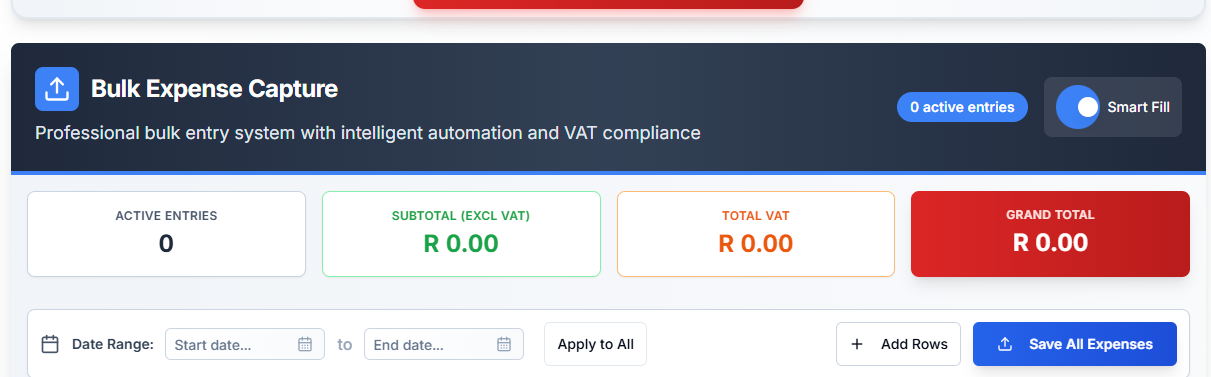 Bulk Expense Capture
Professional bulk entry system with intelligent automation and VAT compliance
0 active entries
Smart Fill
ACTIVE ENTRIES
0
SUBTOTAL (EXCL VAT)
R 0.00
TOTAL VAT
R 0.00
GRAND TOTAL
R 0.00
Date Range: Start date... to End date... Apply to All Add Rows Save All Expenses